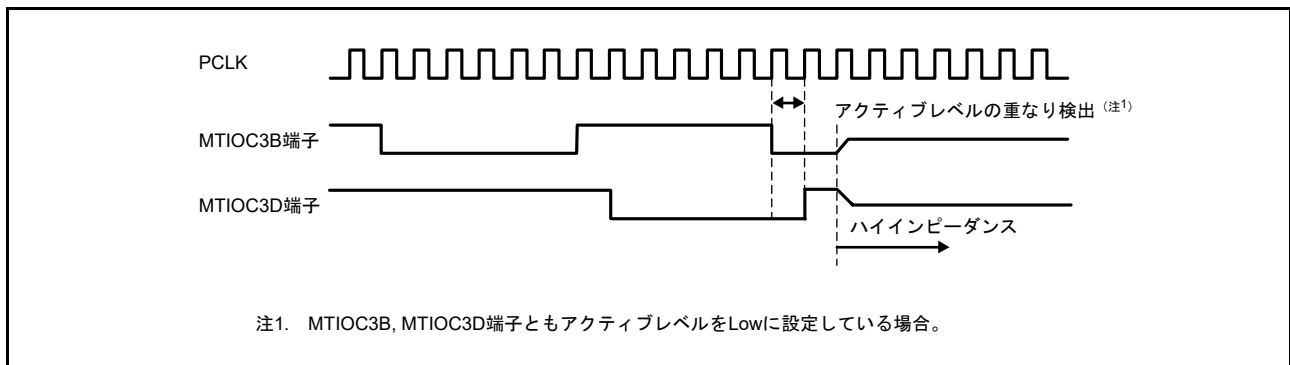 PCLK
アクティブレベルの重なり検出（注1）
MTIOC3B端子
MTIOC3D端子
ハイインピーダンス
注1. MTIOC3B, MTIOC3D端子ともアクティブレベルをLowに設定している場合。